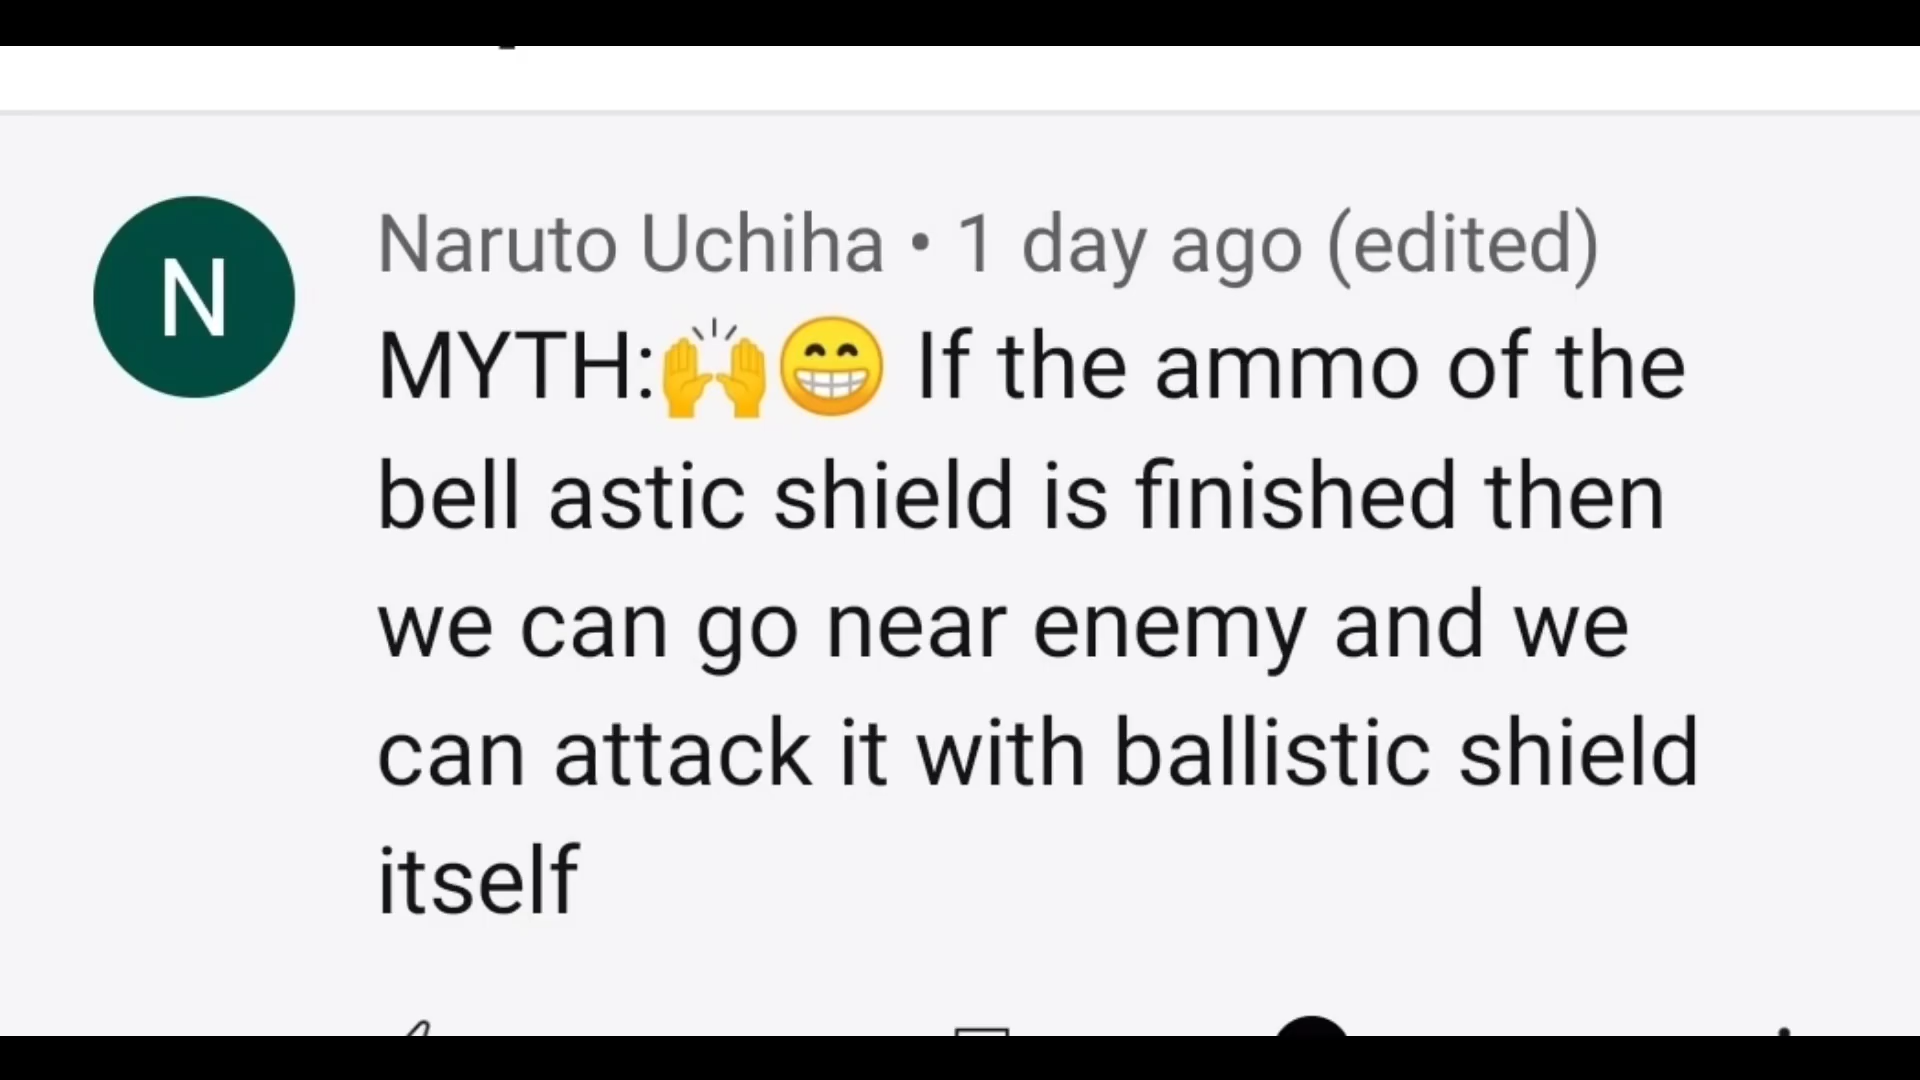 N
Naruto Uchiha • 1 day ago (edited)
MYTH:🙌😁 If the ammo of the
bell astic shield is finished then
we can go near enemy and we
can attack it with ballistic shield
itself